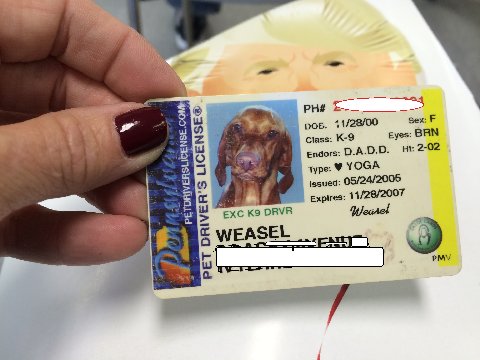 Pennsylvania
PETDRIVERSLICENSE.COM
PET DRIVER'S LICENSE®
PH#
DOB: 11/28/00 Sex: F
Class: K-9 Eyes: BRN
Endors: D.A.D.D. Ht: 2-02
Type: ♥ YOGA
Issued: 05/24/2005
Expires: 11/28/2007
Weasel
EXC K9 DRVR
WEASEL
PMV